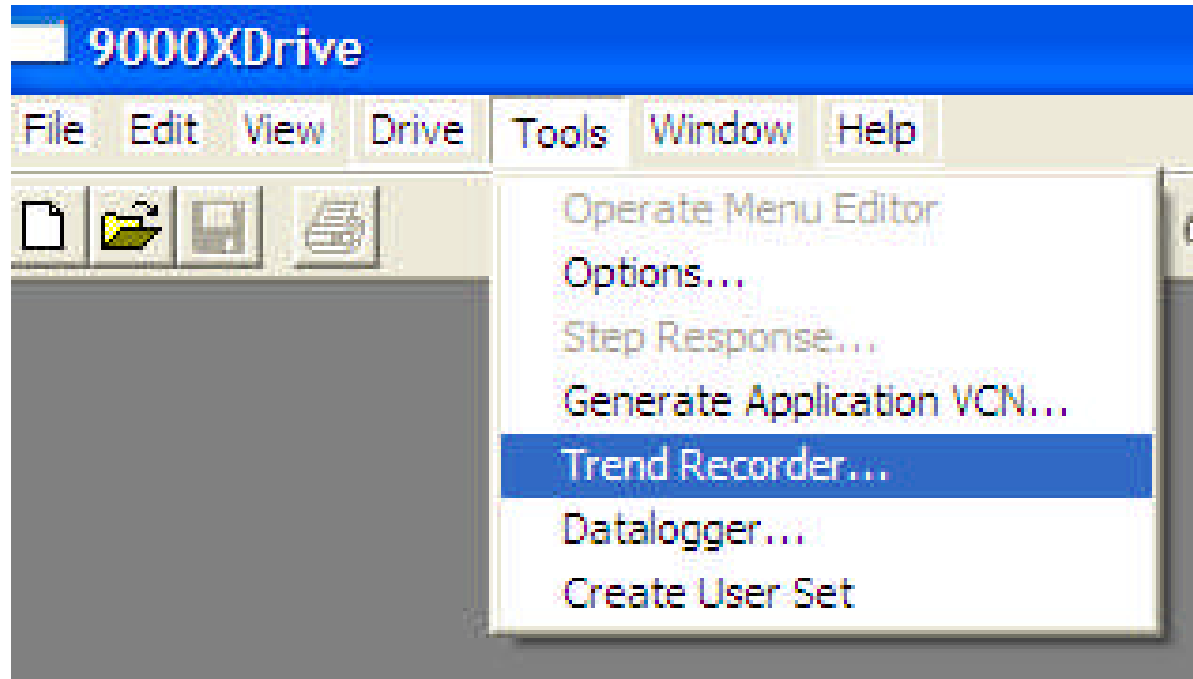 9000XDrive
File Edit View Drive Tools Window Help
Operate Menu Editor
Options...
Step Response...
Generate Application VCN...
Trend Recorder...
Datalogger...
Create User Set